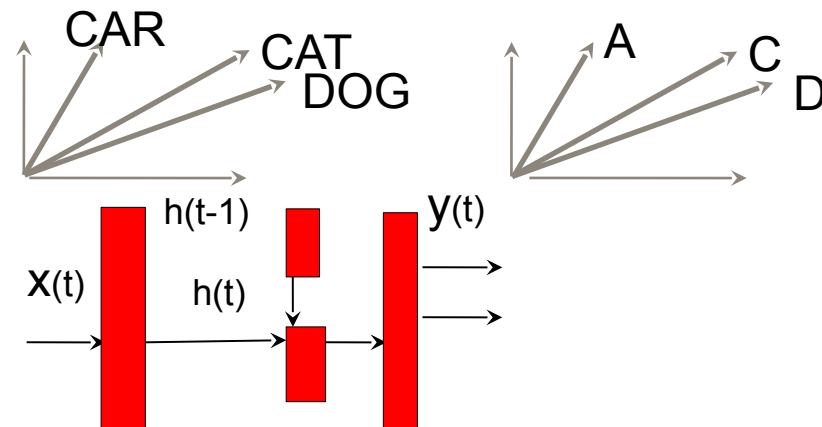 CAR
CAT
DOG
A
C
D
h(t-1)
y(t)
x(t)
h(t)